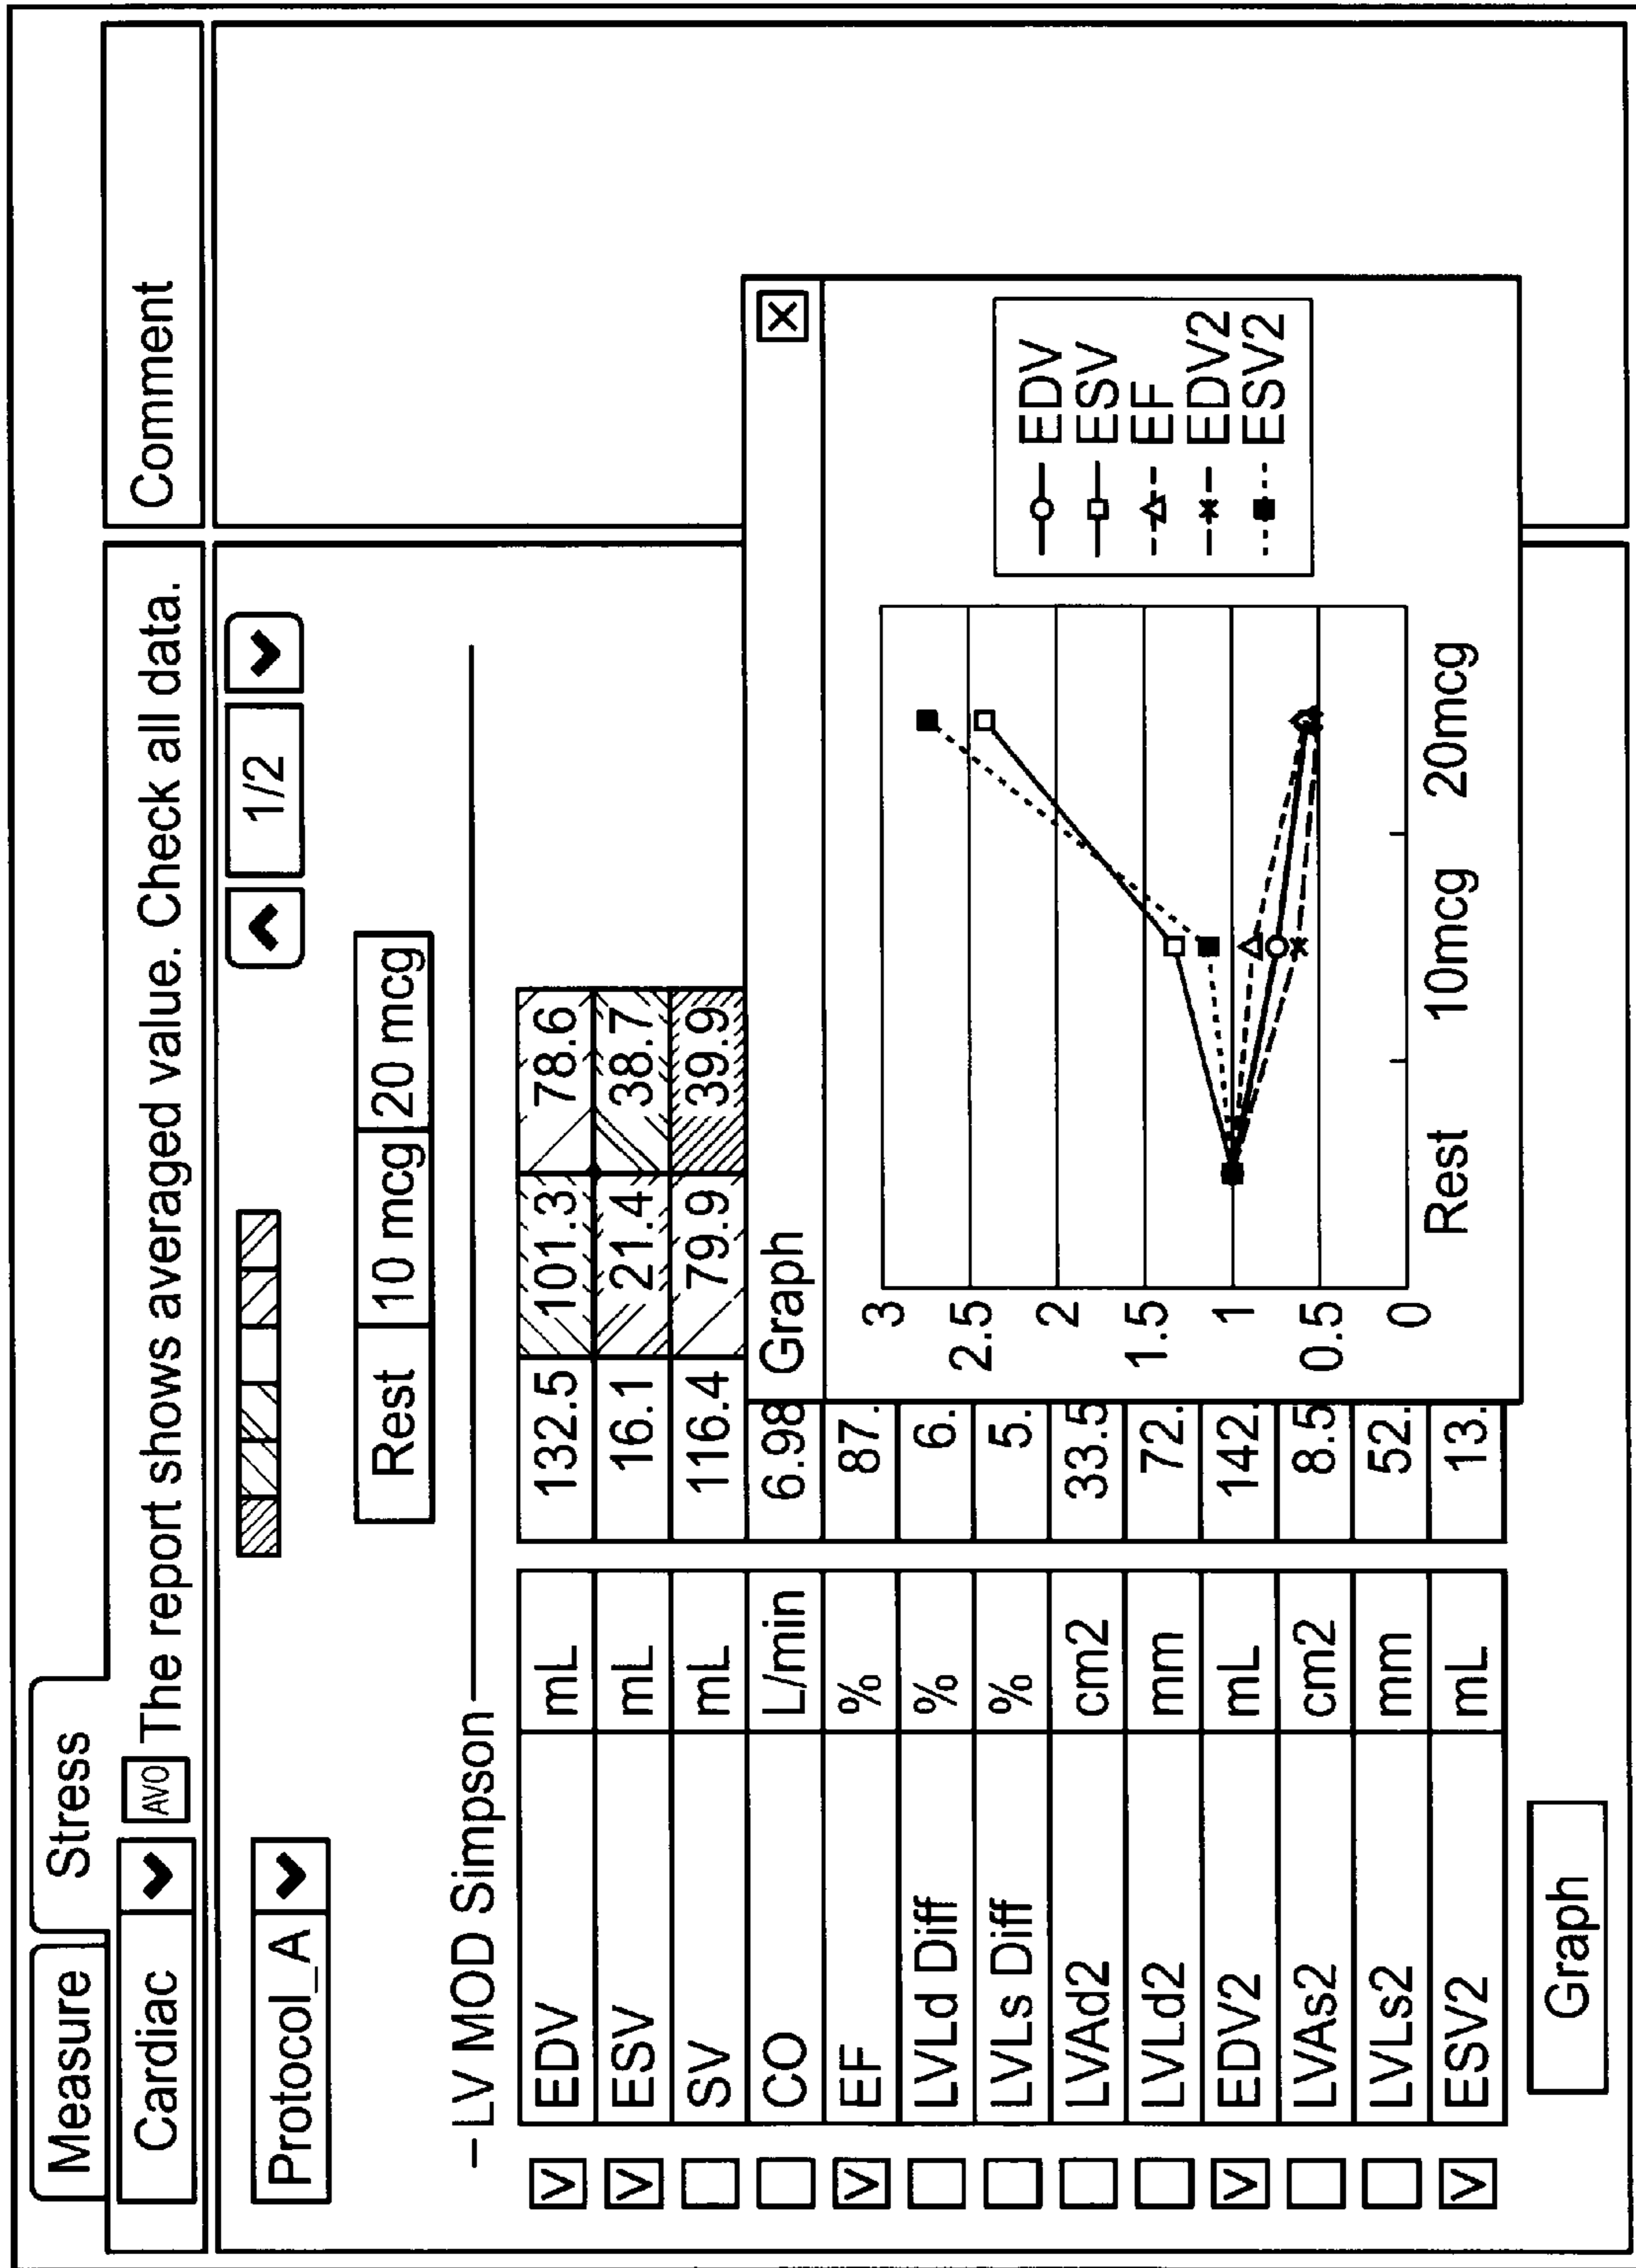 Measure Stress
Cardiac AVO The report shows averaged value. Check all data. Comment
Protocol_A 1/2
Rest 10 mcg 20 mcg
LV MOD Simpson
V EDV mL 132.5 101.3 78.6
V ESV mL 16.1 21.4 38.7
SV mL 116.4 79.9 39.9
CO L/min 6.98
V EF % 87.
LVLd Diff % 6.
LVLs Diff % 5.
LVAd2 cm2 33.5
LVLd2 mm 72.
V EDV2 mL 142.
LVAs2 cm2 8.5
LVLs2 mm 52.
V ESV2 mL 13.
Graph
Graph X
3
2.5
2
1.5
1
0.5
0
Rest 10mcg 20mcg
EDV
ESV
EF
EDV2
ESV2